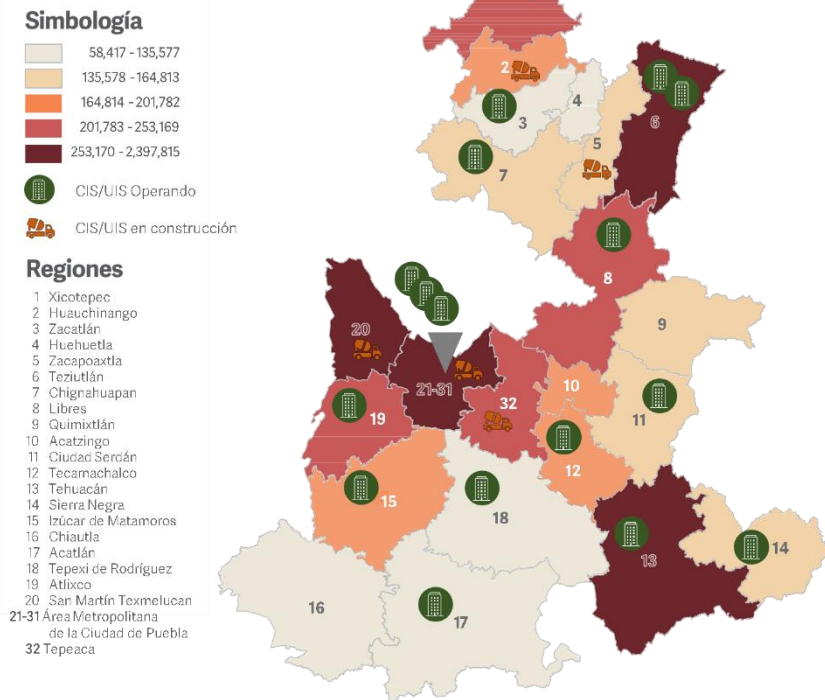 Simbología
58,417 - 135,577
135,578 - 164,813
164,814 - 201,782
201,783 - 253,169
253,170 - 2,397,815
CIS/UIS Operando
CIS/UIS en construcción
Regiones
1 Xicotepec
2 Huauchinango
3 Zacatlán
4 Huehuetla
5 Zacapoaxtla
6 Teziutlán
7 Chignahuapan
8 Libres
9 Quimixtlán
10 Acatzingo
11 Ciudad Serdán
12 Tecamachalco
13 Tehuacán
14 Sierra Negra
15 Izúcar de Matamoros
16 Chiautla
17 Acatlán
18 Tepexi de Rodríguez
19 Atlixco
20 San Martín Texmelucan
21-31 Área Metropolitana
de la Ciudad de Puebla
32 Tepeaca
2
3
4
5
6
7
8
9
20
21-31
32
10
11
19
12
15
18
13
14
16
17